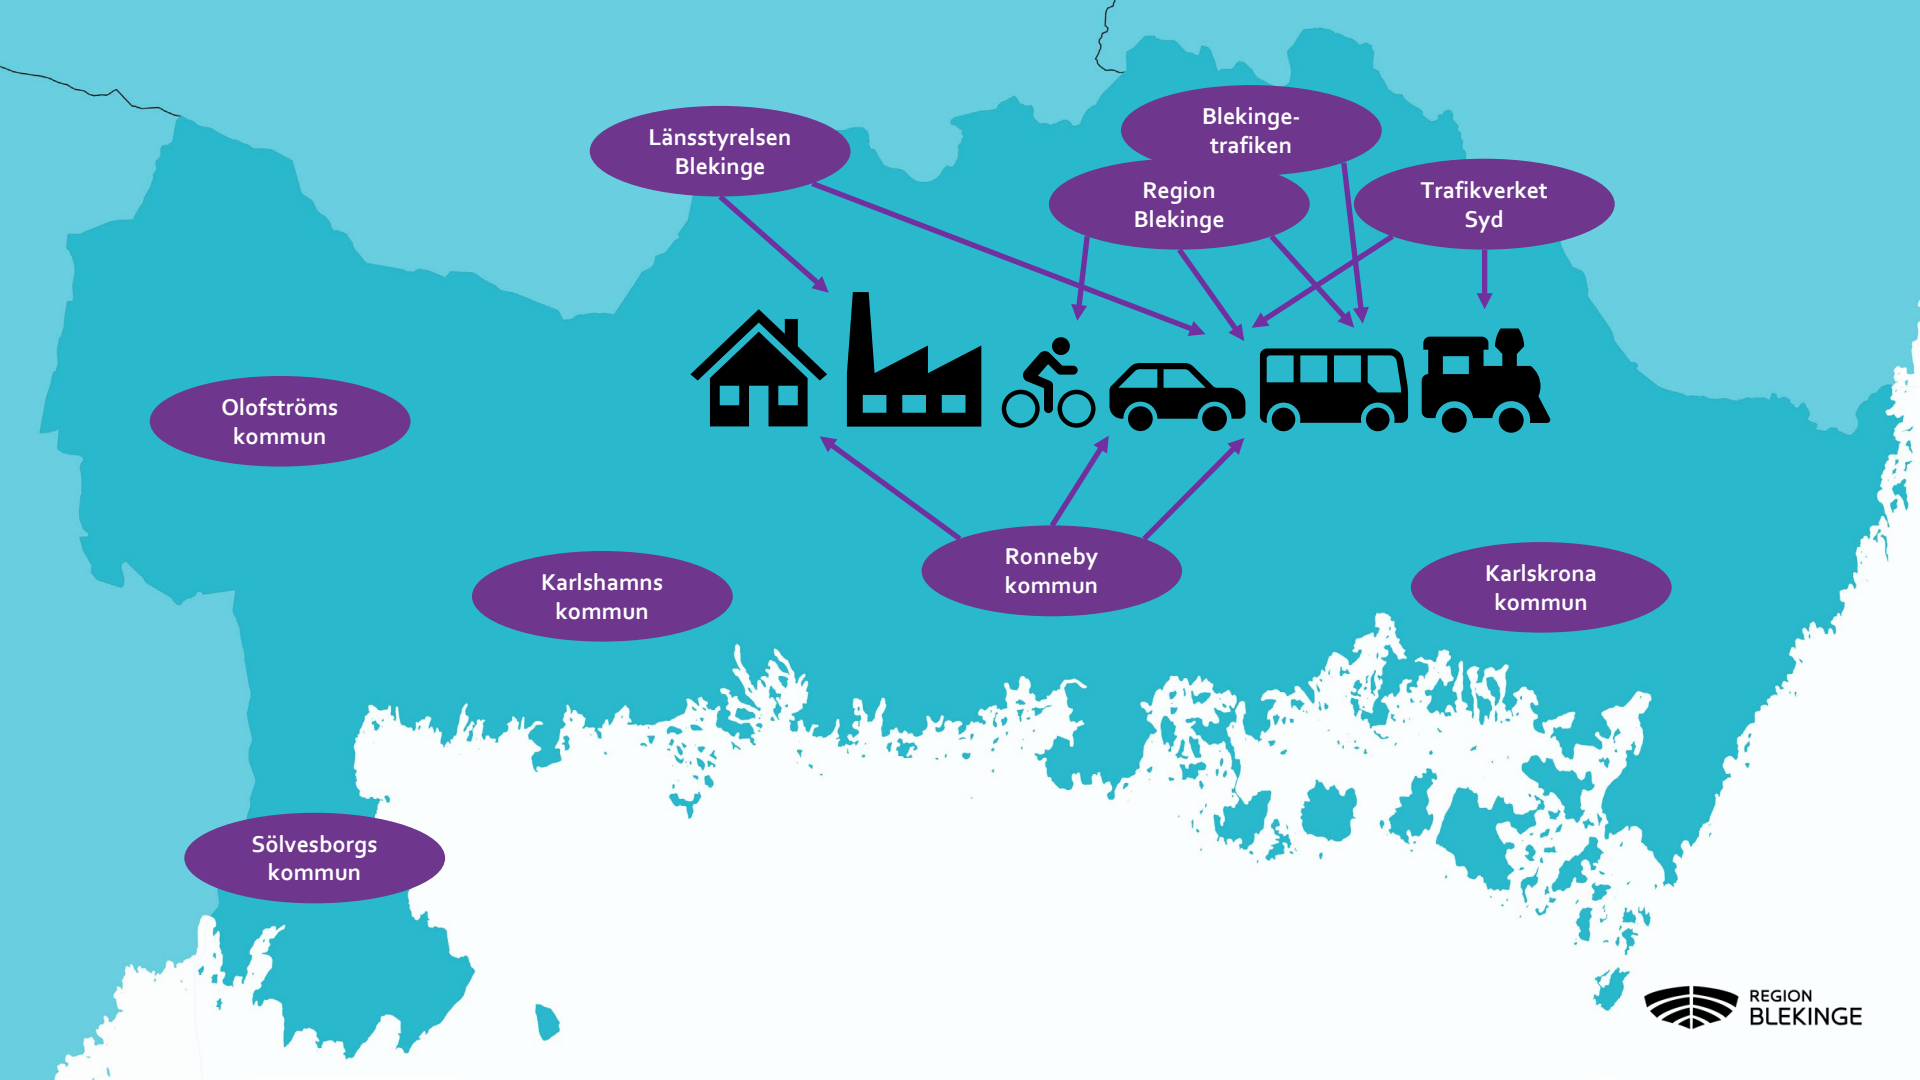 Länsstyrelsen
Blekinge
Blekinge-
trafiken
Region
Blekinge
Trafikverket
Syd
Olofströms
kommun
Karlshamns
kommun
Ronneby
kommun
Karlskrona
kommun
Sölvesborgs
kommun
REGION
BLEKINGE